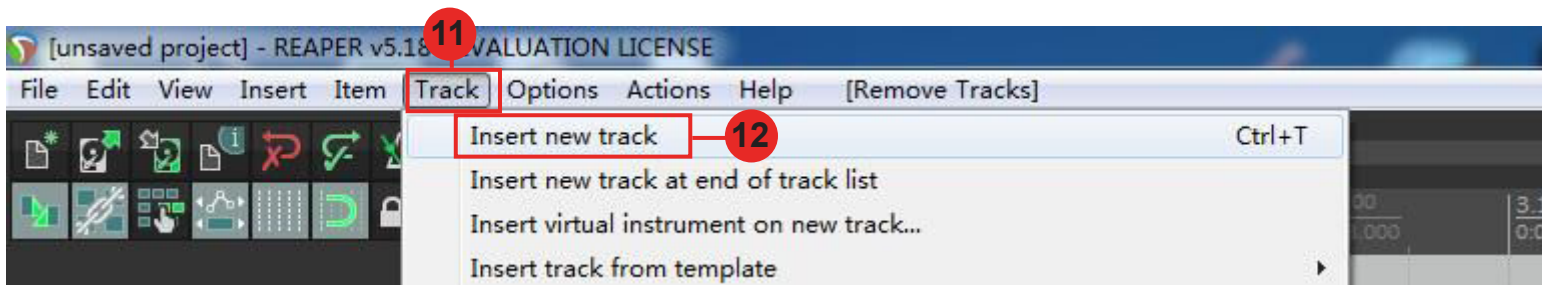 [unsaved project] - REAPER v5.18 VALUATION LICENSE
11
File Edit View Insert Item Track Options Actions Help [Remove Tracks]
Insert new track 12 Ctrl+T
Insert new track at end of track list
Insert virtual instrument on new track...
Insert track from template